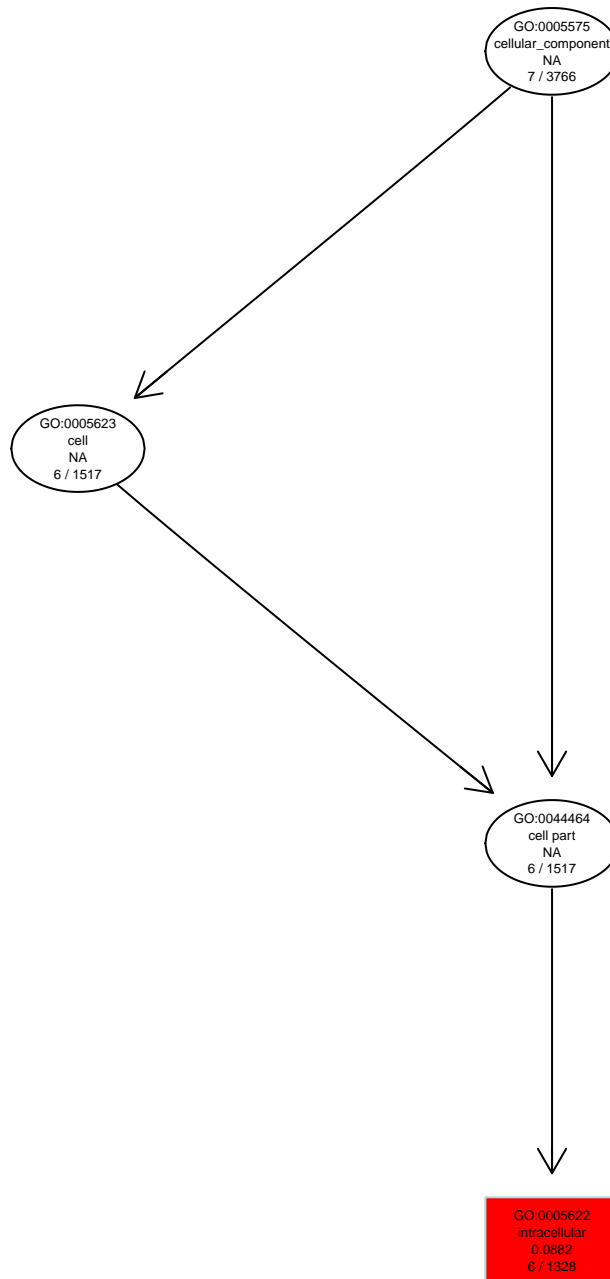 GO:0005575
cellular_component
NA
7 / 3766
GO:0005623
cell
NA
6 / 1517
GO:0044464
cell part
NA
6 / 1517
GO:0005622
intracellular
0.0882
6 / 1328